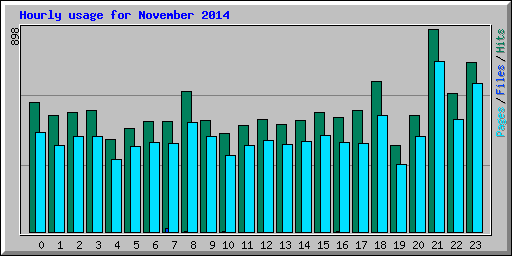 Hourly usage for November 2014
898
Pages/Files/Hits
0 1 2 3 4 5 6 7 8 9 10 11 12 13 14 15 16 17 18 19 20 21 22 23